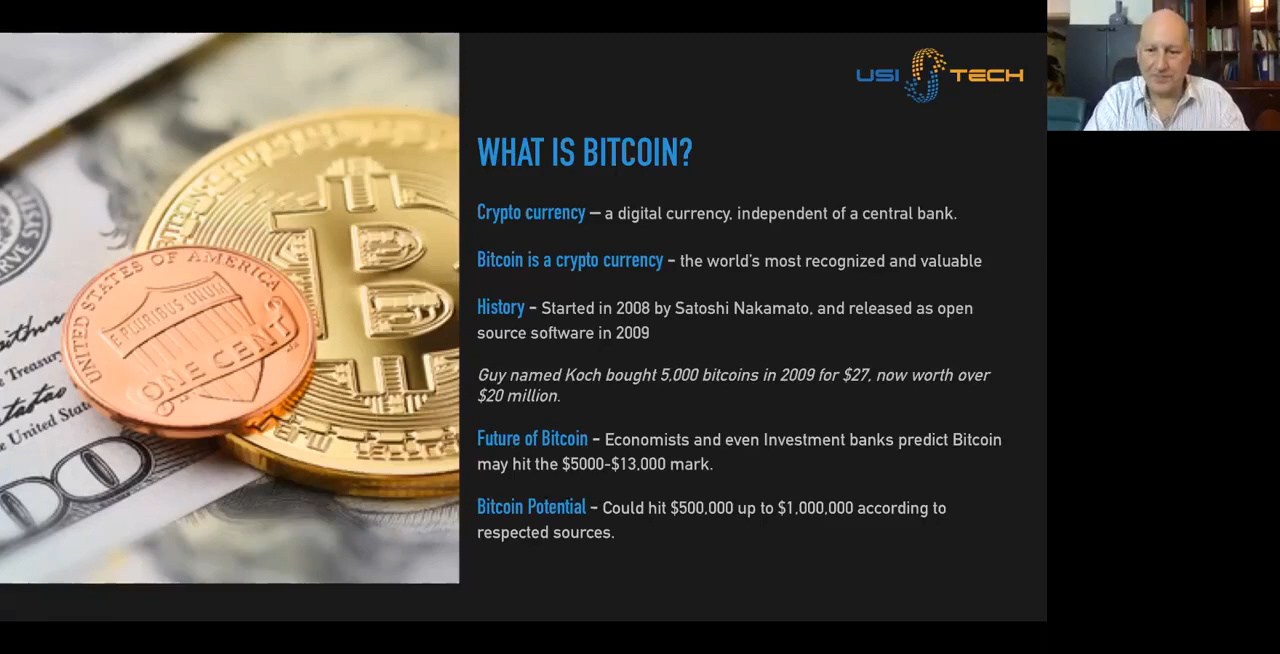 USI TECH
WHAT IS BITCOIN?
Crypto currency – a digital currency, independent of a central bank.
Bitcoin is a crypto currency – the world's most recognized and valuable
History – Started in 2008 by Satoshi Nakamato, and released as open
source software in 2009
Guy named Koch bought 5,000 bitcoins in 2009 for $27, now worth over
$20 million.
Future of Bitcoin – Economists and even Investment banks predict Bitcoin
may hit the $5000-$13,000 mark.
Bitcoin Potential – Could hit $500,000 up to $1,000,000 according to
respected sources.
UNITED STATES OF AMERICA
E PLURIBUS UNUM
ONE CENT
Treasury
the United